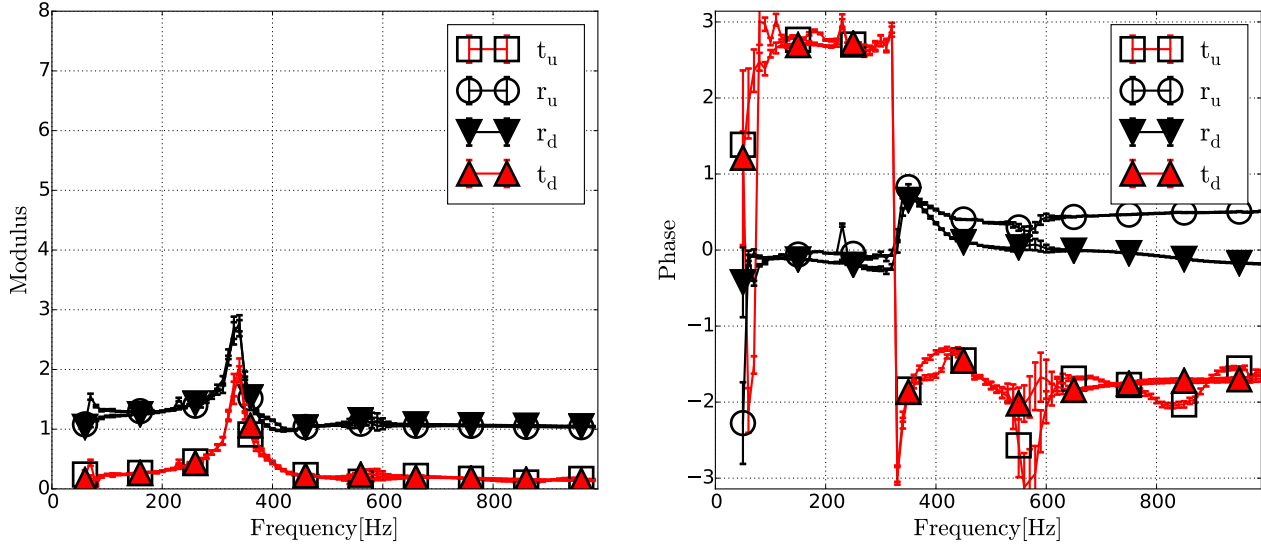 8
7
6
5
4
3
2
1
0
Modulus
0 200 400 600 800
Frequency[Hz]
t_u
r_u
r_d
t_d
3
2
1
0
−1
−2
−3
Phase
0 200 400 600 800
Frequency[Hz]
t_u
r_u
r_d
t_d